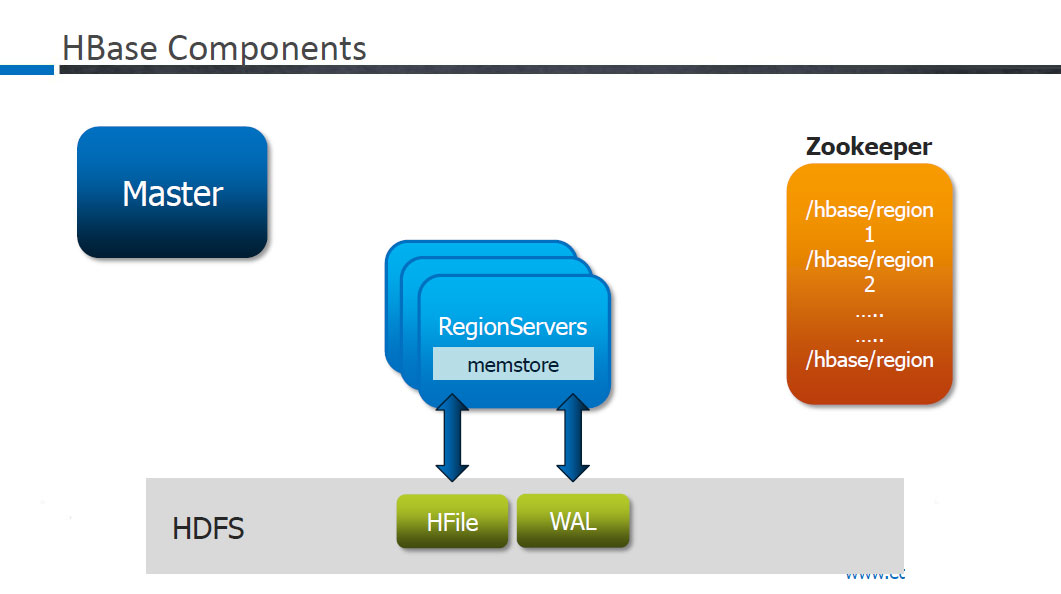 HBase Components
Master
Zookeeper
/hbase/region
1
/hbase/region
2
.....
.....
/hbase/region
RegionServers
memstore
HFile
WAL
HDFS